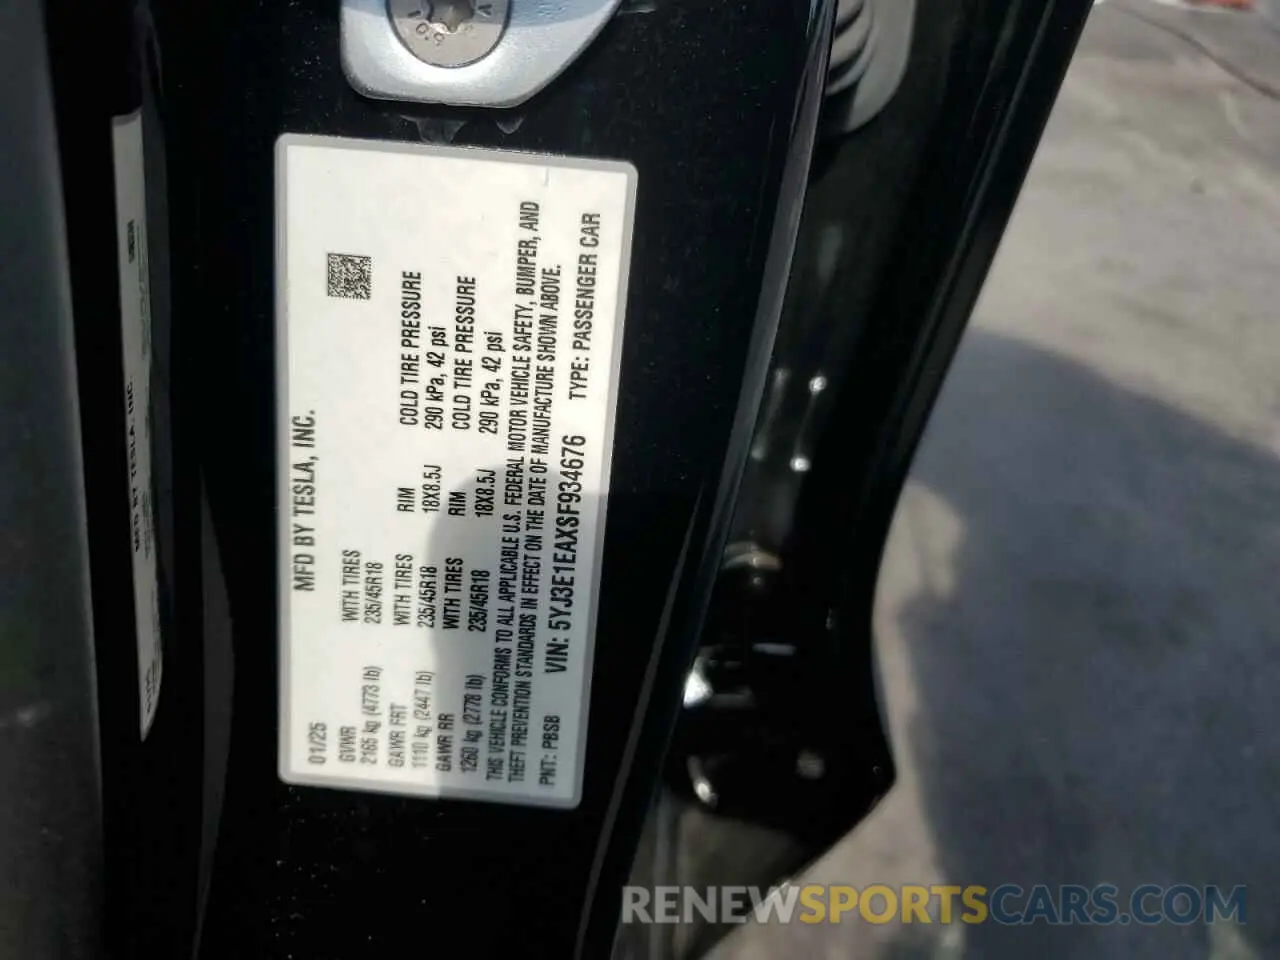 MFD BY TESLA, INC.
01/25
GVWR
2165 kg (4773 lb)
WITH TIRES
235/45R18
GAWR FRT
1110 kg (2447 lb)
WITH TIRES
235/45R18
RIM
18X8.5J
COLD TIRE PRESSURE
290 kPa, 42 psi
GAWR RR
1260 kg (2778 lb)
WITH TIRES
235/45R18
RIM
18X8.5J
COLD TIRE PRESSURE
290 kPa, 42 psi
THIS VEHICLE CONFORMS TO ALL APPLICABLE U.S. FEDERAL MOTOR VEHICLE SAFETY, BUMPER, AND
THEFT PREVENTION STANDARDS IN EFFECT ON THE DATE OF MANUFACTURE SHOWN ABOVE.
PNT: PBSB VIN: 5YJ3E1EAXSF934676 TYPE: PASSENGER CAR
MFD BY TESLA, INC.
RENEWSPORTSCARS.COM